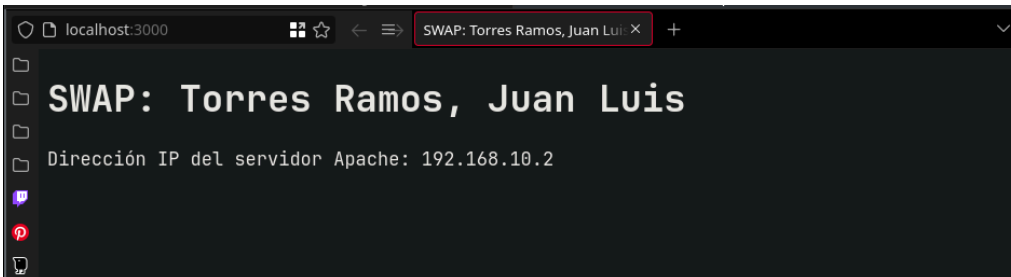 localhost:3000
SWAP: Torres Ramos, Juan Luis
SWAP: Torres Ramos, Juan Luis
Dirección IP del servidor Apache: 192.168.10.2